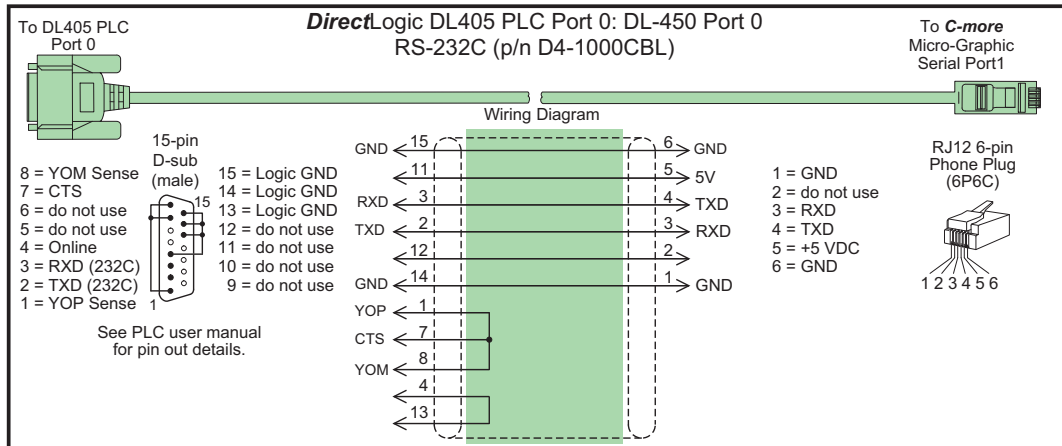 DirectLogic DL405 PLC Port 0: DL-450 Port 0
RS-232C (p/n D4-1000CBL)
To DL405 PLC
Port 0
To C-more
Micro-Graphic
Serial Port1
Wiring Diagram
15-pin
D-sub
(male)
8 = YOM Sense
7 = CTS
6 = do not use
5 = do not use
4 = Online
3 = RXD (232C)
2 = TXD (232C)
1 = YOP Sense
15
1
15 = Logic GND
14 = Logic GND
13 = Logic GND
12 = do not use
11 = do not use
10 = do not use
9 = do not use
See PLC user manual
for pin out details.
GND 15 6 GND
11 5 5V
RXD 3 4 TXD
TXD 2 3 RXD
12 2
GND 14 1 GND
YOP 1
CTS 7
YOM 8
4
13
1 = GND
2 = do not use
3 = RXD
4 = TXD
5 = +5 VDC
6 = GND
RJ12 6-pin
Phone Plug
(6P6C)
1 2 3 4 5 6